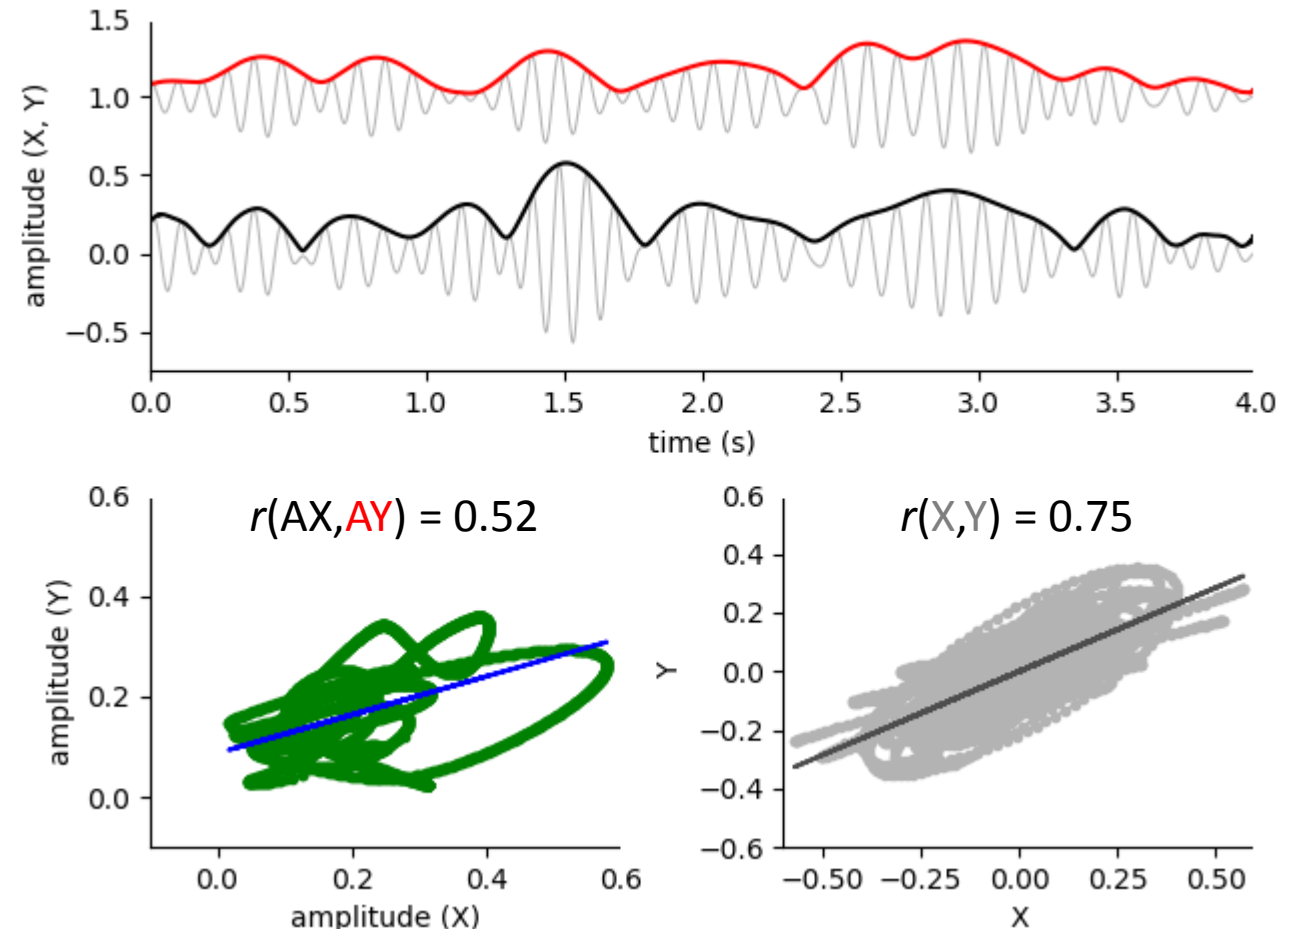 amplitude (X, Y)
1.5
1.0
0.5
0.0
−0.5
0.0 0.5 1.0 1.5 2.0 2.5 3.0 3.5 4.0
time (s)
r(AX,AY) = 0.52
amplitude (Y)
0.6
0.4
0.2
0.0
0.0 0.2 0.4 0.6
amplitude (X)
r(X,Y) = 0.75
Y
0.6
0.4
0.2
0.0
−0.2
−0.4
−0.6
−0.50 −0.25 0.00 0.25 0.50
X